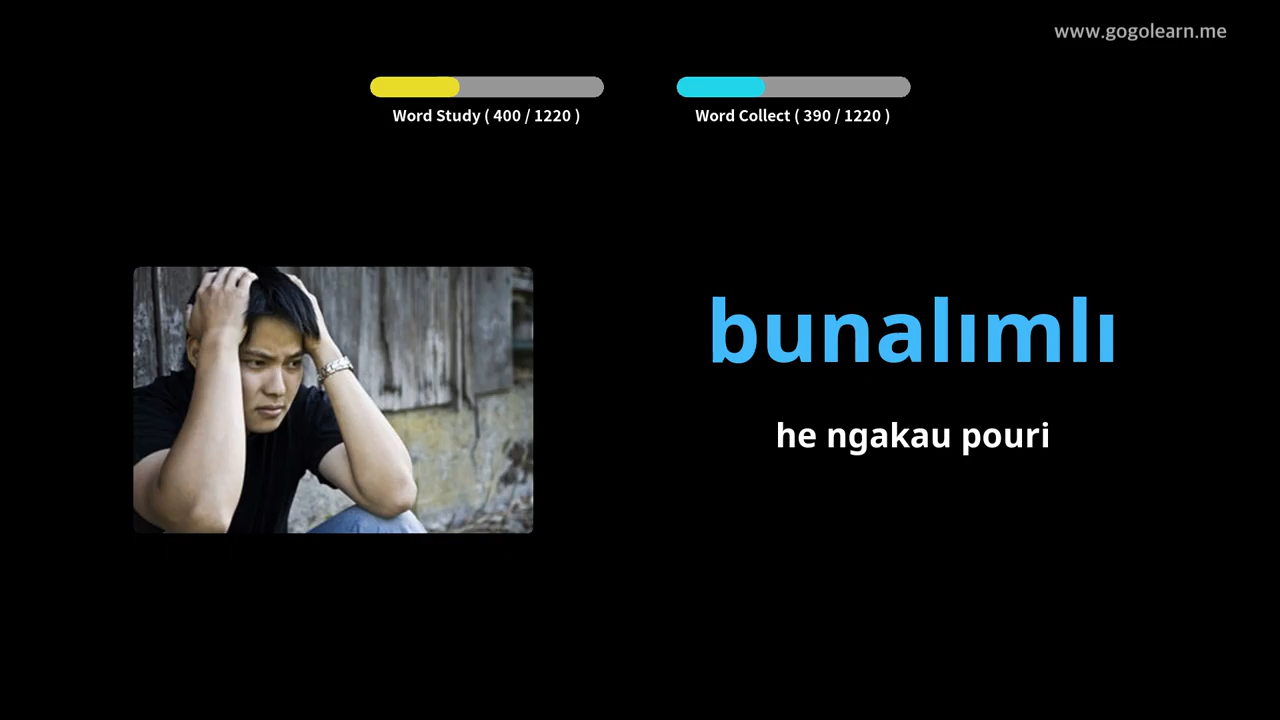 www.gogolearn.me
Word Study ( 400 / 1220 )
Word Collect ( 390 / 1220 )
bunalımlı
he ngakau pouri